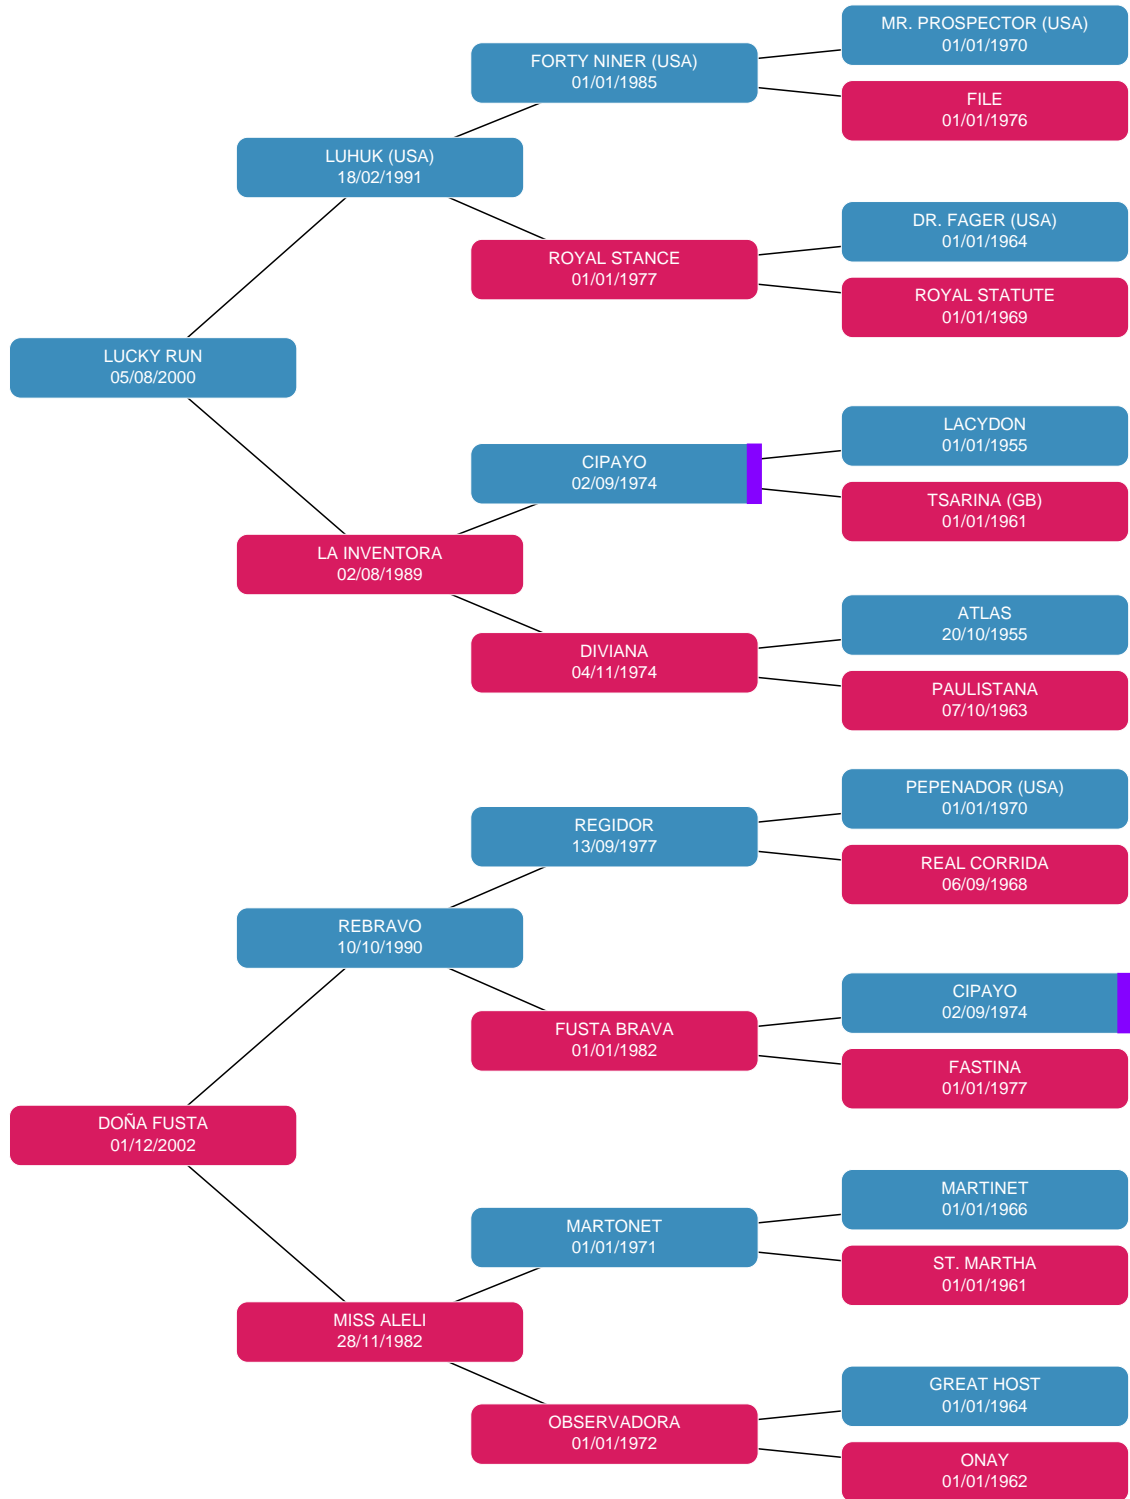 MR. PROSPECTOR (USA)
01/01/1970
FORTY NINER (USA)
01/01/1985
FILE
01/01/1976
LUHUK (USA)
18/02/1991
DR. FAGER (USA)
01/01/1964
ROYAL STANCE
01/01/1977
ROYAL STATUTE
01/01/1969
LUCKY RUN
05/08/2000
LACYDON
01/01/1955
CIPAYO
02/09/1974
TSARINA (GB)
01/01/1961
LA INVENTORA
02/08/1989
ATLAS
20/10/1955
DIVIANA
04/11/1974
PAULISTANA
07/10/1963
PEPENADOR (USA)
01/01/1970
REGIDOR
13/09/1977
REAL CORRIDA
06/09/1968
REBRAVO
10/10/1990
CIPAYO
02/09/1974
FUSTA BRAVA
01/01/1982
FASTINA
01/01/1977
DOÑA FUSTA
01/12/2002
MARTINET
01/01/1966
MARTONET
01/01/1971
ST. MARTHA
01/01/1961
MISS ALELI
28/11/1982
GREAT HOST
01/01/1964
OBSERVADORA
01/01/1972
ONAY
01/01/1962